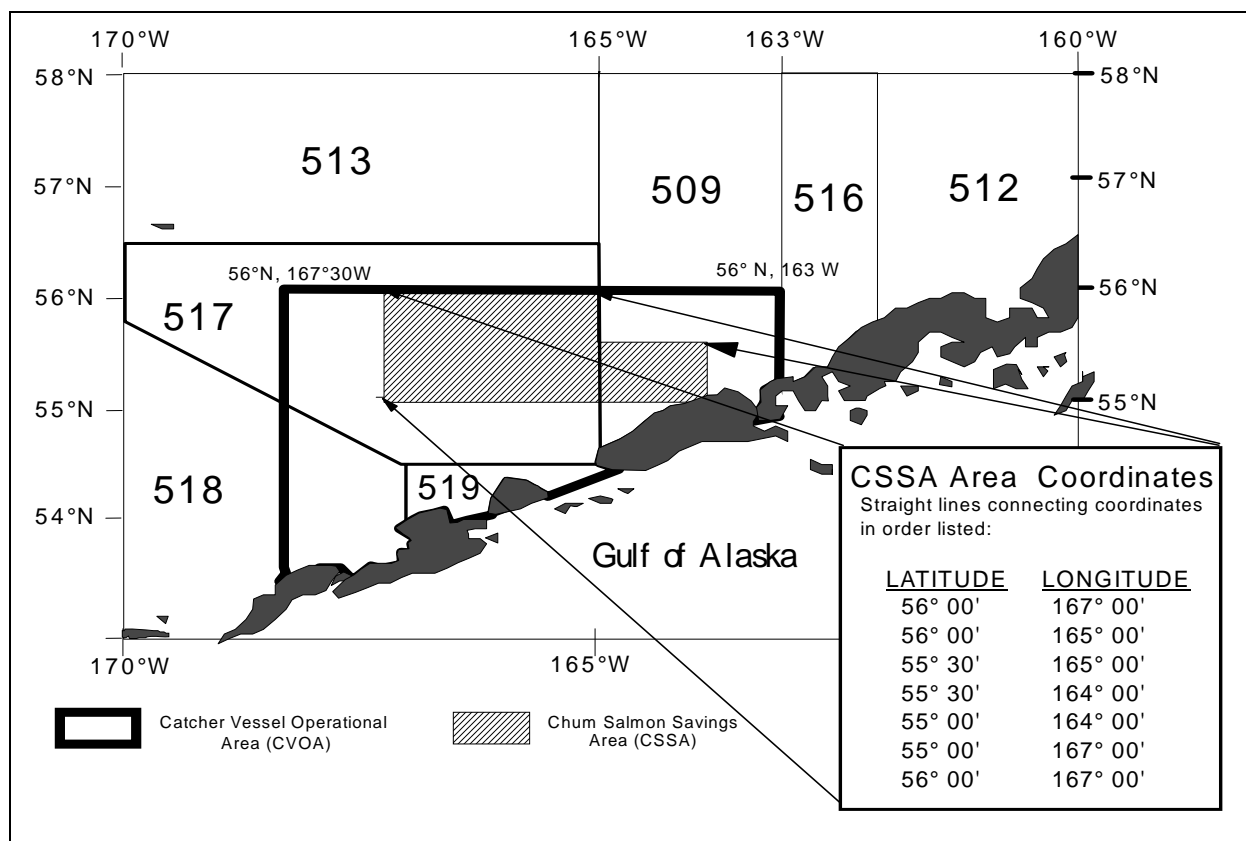 170°W 165°W 163°W 160°W
58°N 58°N
513
57°N 509 516 512 57°N
56°N, 167°30W 56° N, 163 W
56°N 56°N
517
55°N 55°N
518 519
54°N
Gulf of Alaska
CSSA Area Coordinates
Straight lines connecting coordinates
in order listed:
LATITUDE LONGITUDE
56° 00' 167° 00'
56° 00' 165° 00'
55° 30' 165° 00'
55° 30' 164° 00'
55° 00' 164° 00'
55° 00' 167° 00'
56° 00' 167° 00'
170°W 165°W
Catcher Vessel Operational
Area (CVOA)
Chum Salmon Savings
Area (CSSA)